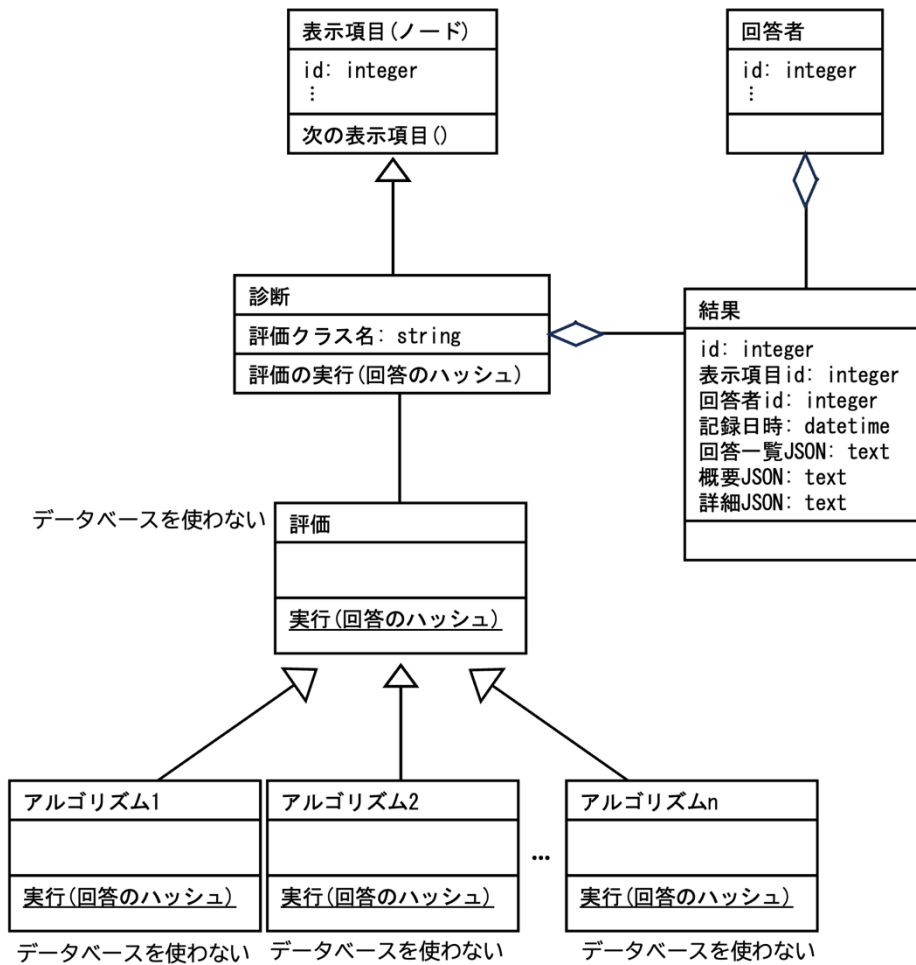 表示項目(ノード)
id: integer
⋮
次の表示項目()
回答者
id: integer
⋮
診断
評価クラス名: string
評価の実行(回答のハッシュ)
結果
id: integer
表示項目id: integer
回答者id: integer
記録日時: datetime
回答一覧JSON: text
概要JSON: text
詳細JSON: text
データベースを使わない
評価
実行(回答のハッシュ)
アルゴリズム1
実行(回答のハッシュ)
データベースを使わない
アルゴリズム2
実行(回答のハッシュ)
データベースを使わない
...
アルゴリズムn
実行(回答のハッシュ)
データベースを使わない